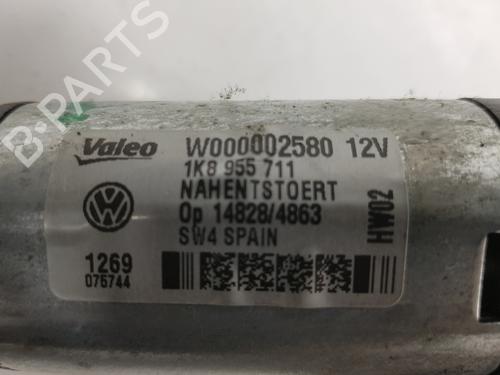 B-PARTS
Valeo
W000002580 12V
1K8 955 711
NAHENTSTOERT
Op 14828/4863
SW4 SPAIN
HW02
1269
075744